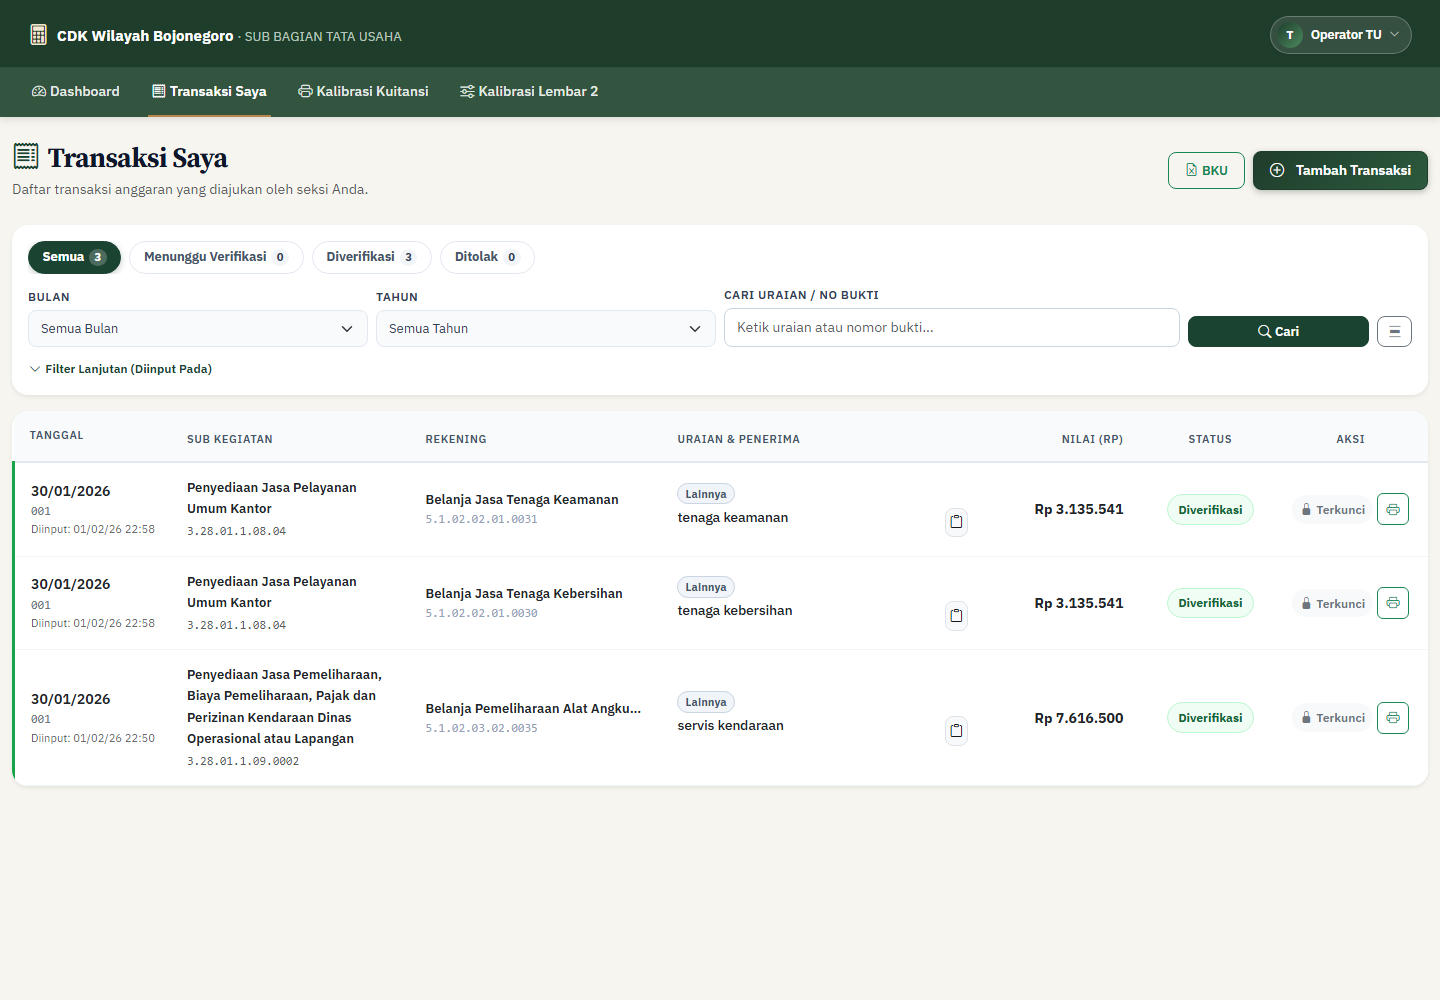 CDK Wilayah Bojonegoro · SUB BAGIAN TATA USAHA
T Operator TU
Dashboard
Transaksi Saya
Kalibrasi Kuitansi
Kalibrasi Lembar 2
Transaksi Saya
Daftar transaksi anggaran yang diajukan oleh seksi Anda.
BKU
Tambah Transaksi
Semua 3
Menunggu Verifikasi 0
Diverifikasi 3
Ditolak 0
BULAN
Semua Bulan
TAHUN
Semua Tahun
CARI URAIAN / NO BUKTI
Ketik uraian atau nomor bukti...
Cari
Filter Lanjutan (Diinput Pada)
TANGGAL SUB KEGIATAN REKENING URAIAN & PENERIMA NILAI (RP) STATUS AKSI
30/01/2026
001
Diinput: 01/02/26 22:58
Penyediaan Jasa Pelayanan
Umum Kantor
3.28.01.1.08.04
Belanja Jasa Tenaga Keamanan
5.1.02.02.01.0031
Lainnya
tenaga keamanan
Rp 3.135.541
Diverifikasi
Terkunci
30/01/2026
001
Diinput: 01/02/26 22:58
Penyediaan Jasa Pelayanan
Umum Kantor
3.28.01.1.08.04
Belanja Jasa Tenaga Kebersihan
5.1.02.02.01.0030
Lainnya
tenaga kebersihan
Rp 3.135.541
Diverifikasi
Terkunci
30/01/2026
001
Diinput: 01/02/26 22:50
Penyediaan Jasa Pemeliharaan,
Biaya Pemeliharaan, Pajak dan
Perizinan Kendaraan Dinas
Operasional atau Lapangan
3.28.01.1.09.0002
Belanja Pemeliharaan Alat Angku...
5.1.02.03.02.0035
Lainnya
servis kendaraan
Rp 7.616.500
Diverifikasi
Terkunci